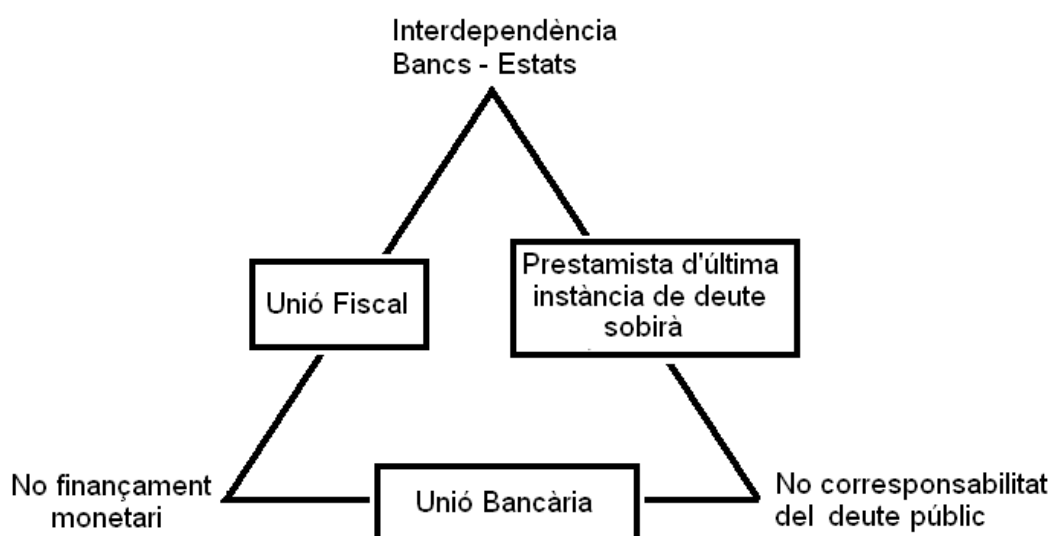 Interdependència
Bancs - Estats
Unió Fiscal
Prestamista d'última
instància de deute
sobirà
No finançament
monetari
Unió Bancària
No corresponsabilitat
del deute públic